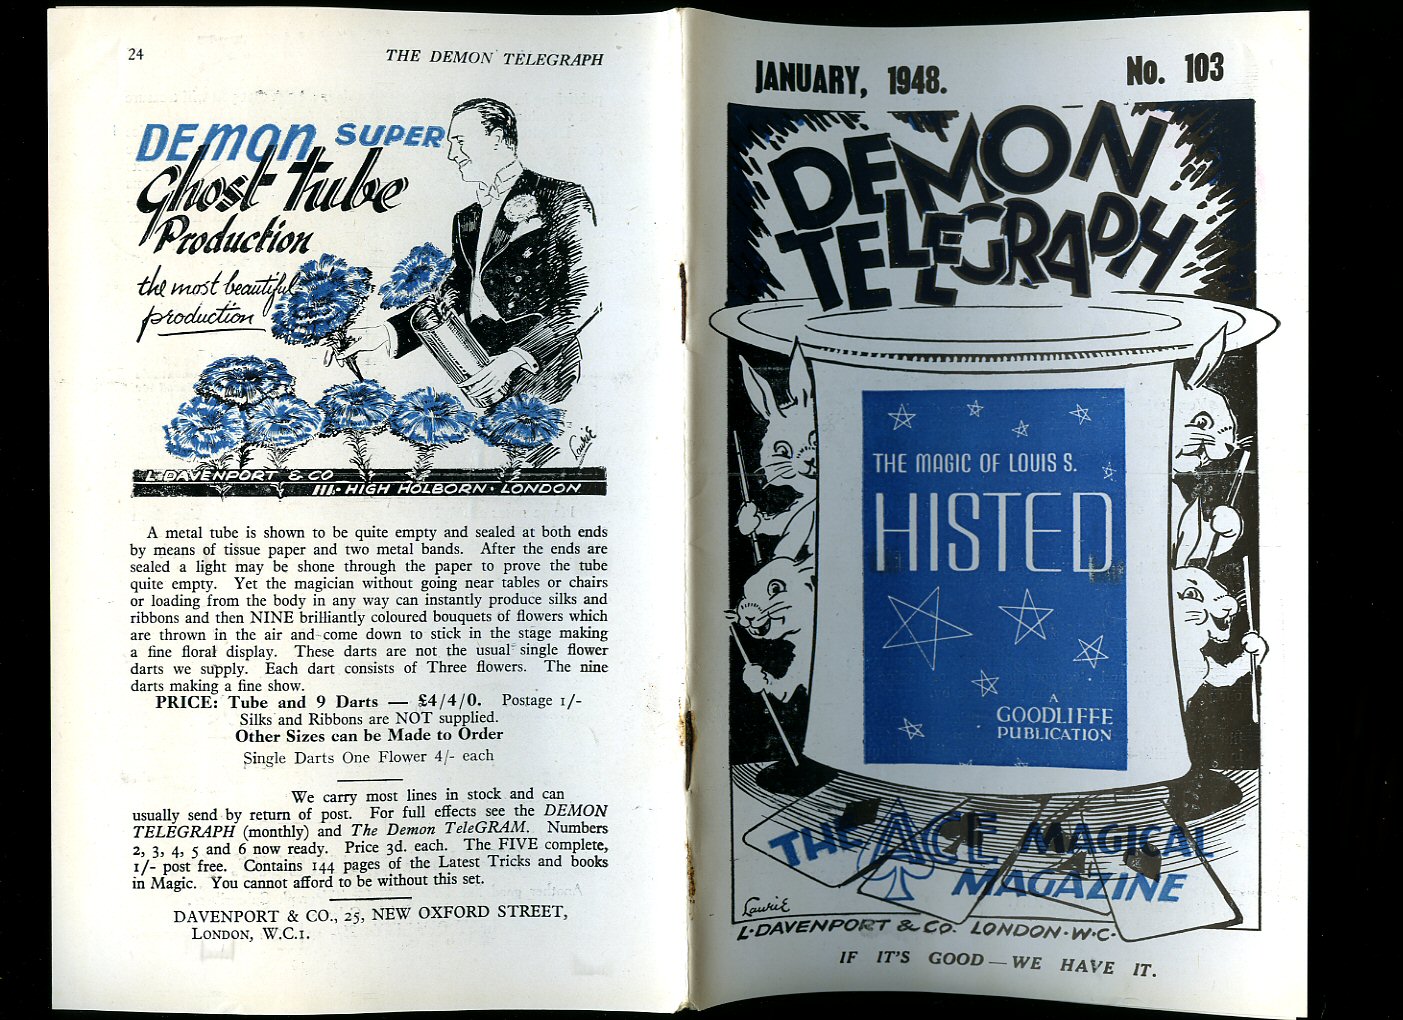 24
THE DEMON TELEGRAPH
DEMON SUPER
Ghost Tube
Production
the most beautiful
production
LauriE
L. DAVENPORT & CO
111. HIGH HOLBORN. LONDON
A metal tube is shown to be quite empty and sealed at both ends
by means of tissue paper and two metal bands. After the ends are
sealed a light may be shone through the paper to prove the tube
quite empty. Yet the magician without going near tables or chairs
or loading from the body in any way can instantly produce silks and
ribbons and then NINE brilliantly coloured bouquets of flowers which
are thrown in the air and come down to stick in the stage making
a fine floral display. These darts are not the usual single flower
darts we supply. Each dart consists of Three flowers. The nine
darts making a fine show.
PRICE: Tube and 9 Darts — £4/4/0. Postage 1/-
Silks and Ribbons are NOT supplied.
Other Sizes can be Made to Order
Single Darts One Flower 4/- each
We carry most lines in stock and can
usually send by return of post. For full effects see the DEMON
TELEGRAPH (monthly) and The Demon TeleGRAM. Numbers
2, 3, 4, 5 and 6 now ready. Price 3d. each. The FIVE complete,
1/- post free. Contains 144 pages of the Latest Tricks and books
in Magic. You cannot afford to be without this set.
DAVENPORT & CO., 25, NEW OXFORD STREET,
LONDON, W.C.1.
JANUARY, 1948.
No. 103
DEMON
TELEGRAPH
THE MAGIC OF LOUIS S.
HISTED
A
GOODLIFFE
PUBLICATION
THE ACE MAGICAL
MAGAZINE
LauriE
L. DAVENPORT & CO. LONDON. W.C.
IF IT'S GOOD — WE HAVE IT.